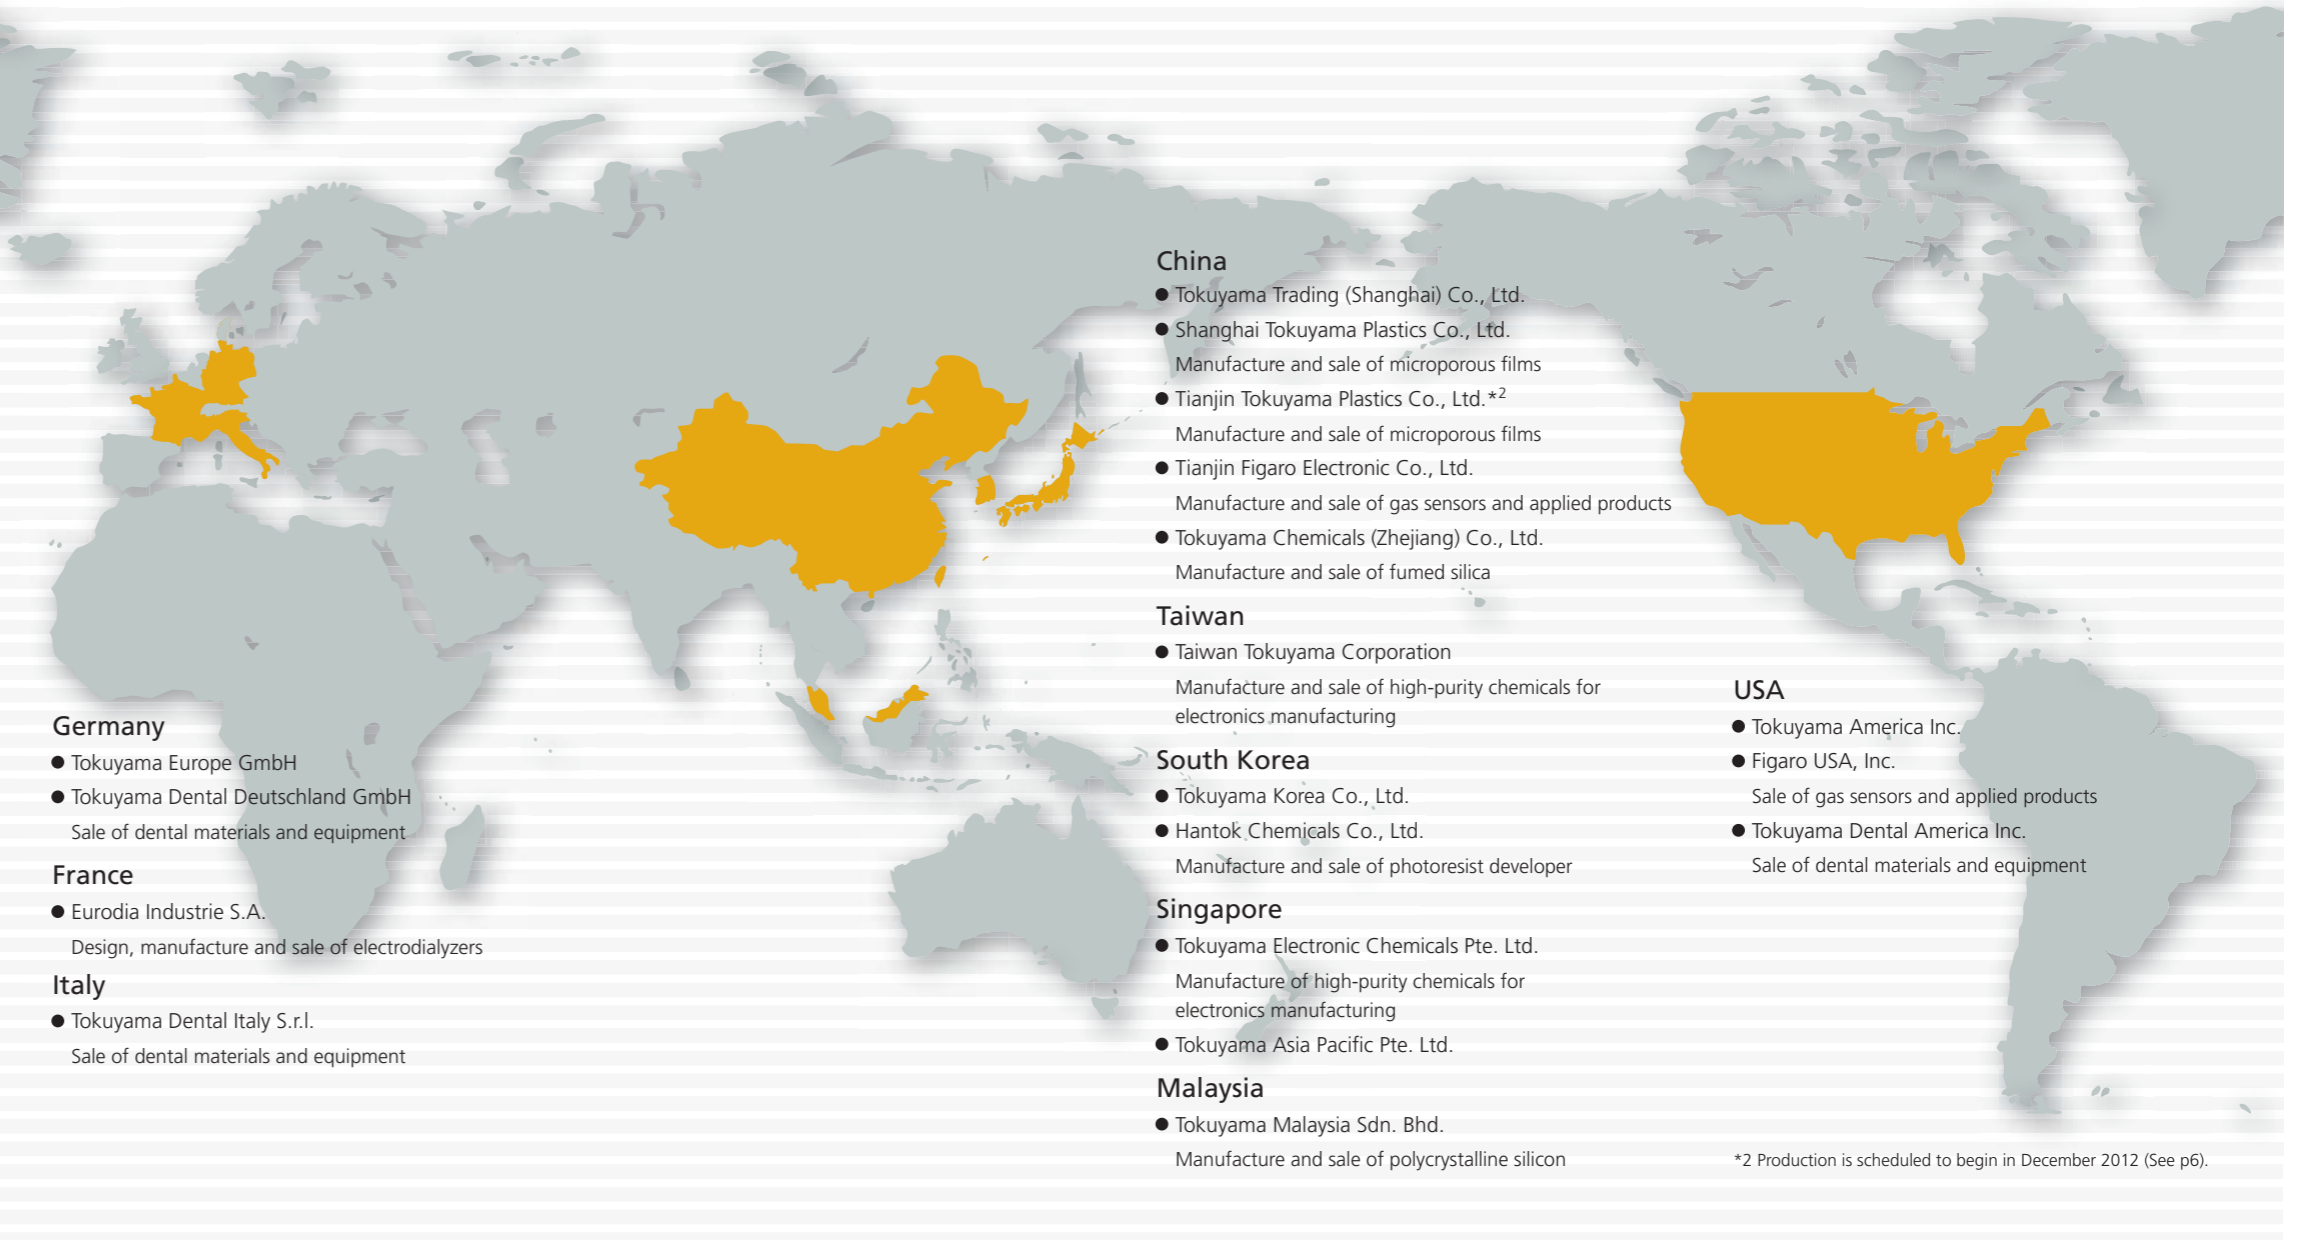 Germany
● Tokuyama Europe GmbH
● Tokuyama Dental Deutschland GmbH
Sale of dental materials and equipment
France
● Eurodia Industrie S.A.
Design, manufacture and sale of electrodialyzers
Italy
● Tokuyama Dental Italy S.r.l.
Sale of dental materials and equipment
China
● Tokuyama Trading (Shanghai) Co., Ltd.
● Shanghai Tokuyama Plastics Co., Ltd.
Manufacture and sale of microporous films
● Tianjin Tokuyama Plastics Co., Ltd.*2
Manufacture and sale of microporous films
● Tianjin Figaro Electronic Co., Ltd.
Manufacture and sale of gas sensors and applied products
● Tokuyama Chemicals (Zhejiang) Co., Ltd.
Manufacture and sale of fumed silica
Taiwan
● Taiwan Tokuyama Corporation
Manufacture and sale of high-purity chemicals for
electronics manufacturing
South Korea
● Tokuyama Korea Co., Ltd.
● Hantok Chemicals Co., Ltd.
Manufacture and sale of photoresist developer
Singapore
● Tokuyama Electronic Chemicals Pte. Ltd.
Manufacture of high-purity chemicals for
electronics manufacturing
● Tokuyama Asia Pacific Pte. Ltd.
Malaysia
● Tokuyama Malaysia Sdn. Bhd.
Manufacture and sale of polycrystalline silicon
USA
● Tokuyama America Inc.
● Figaro USA, Inc.
Sale of gas sensors and applied products
● Tokuyama Dental America Inc.
Sale of dental materials and equipment
*2 Production is scheduled to begin in December 2012 (See p6).